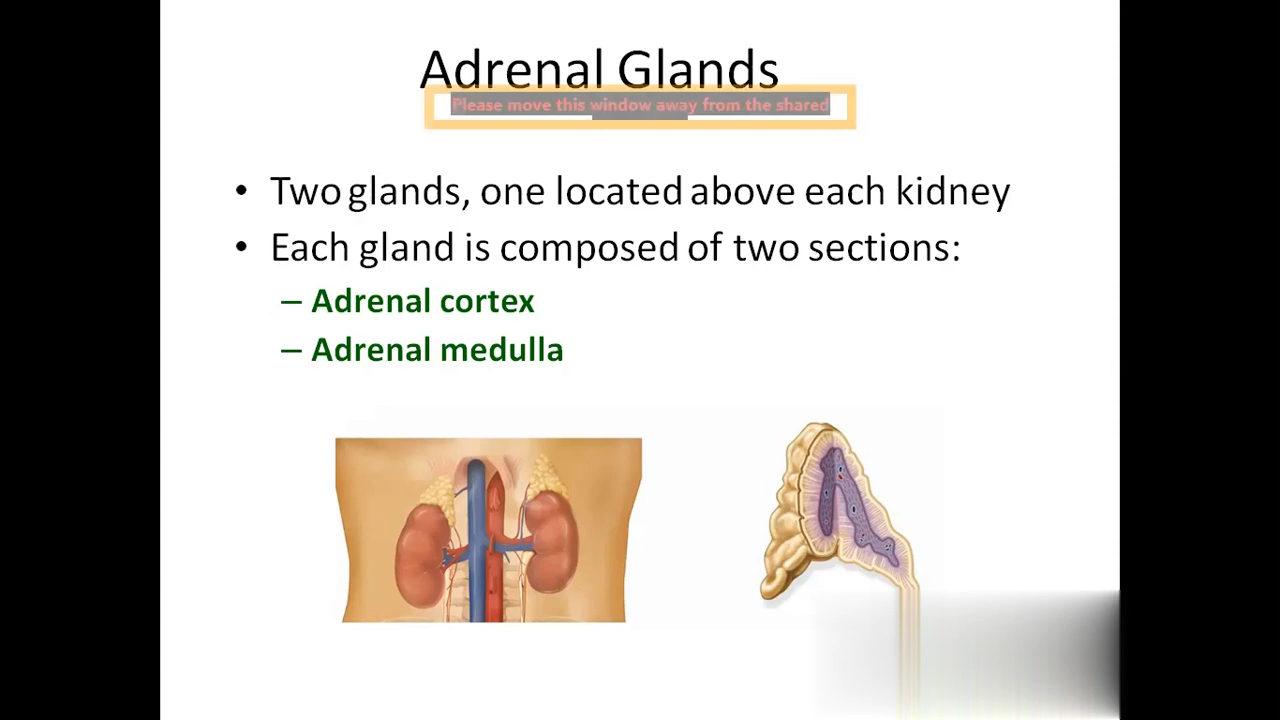 Adrenal Glands
Please move this window away from the shared
• Two glands, one located above each kidney
• Each gland is composed of two sections:
– Adrenal cortex
– Adrenal medulla